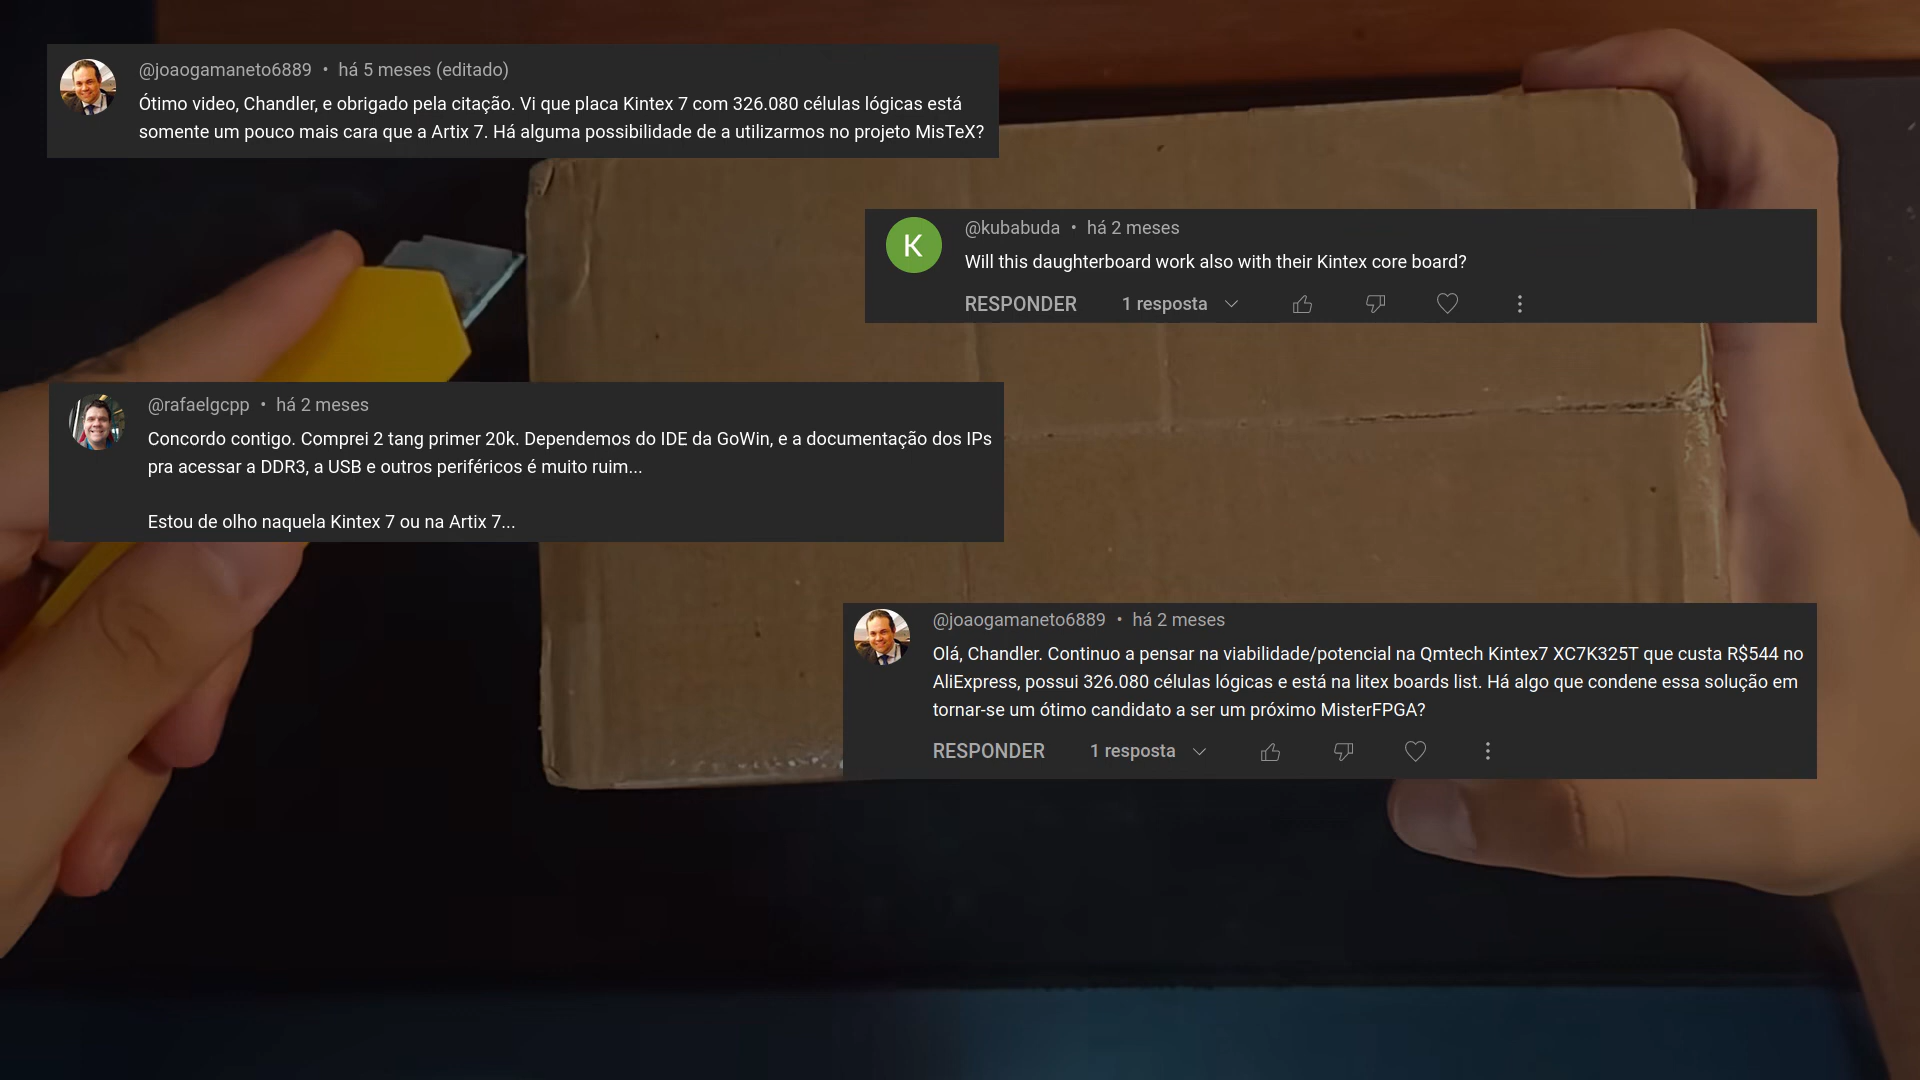 @joaogamaneto6889 • há 5 meses (editado)
Ótimo video, Chandler, e obrigado pela citação. Vi que placa Kintex 7 com 326.080 células lógicas está
somente um pouco mais cara que a Artix 7. Há alguma possibilidade de a utilizarmos no projeto MisTeX?
K
@kubabuda • há 2 meses
Will this daughterboard work also with their Kintex core board?
RESPONDER 1 resposta
@rafaelgcpp • há 2 meses
Concordo contigo. Comprei 2 tang primer 20k. Dependemos do IDE da GoWin, e a documentação dos IPs
pra acessar a DDR3, a USB e outros periféricos é muito ruim...
Estou de olho naquela Kintex 7 ou na Artix 7...
@joaogamaneto6889 • há 2 meses
Olá, Chandler. Continuo a pensar na viabilidade/potencial na Qmtech Kintex7 XC7K325T que custa R$544 no
AliExpress, possui 326.080 células lógicas e está na litex boards list. Há algo que condene essa solução em
tornar-se um ótimo candidato a ser um próximo MisterFPGA?
RESPONDER 1 resposta